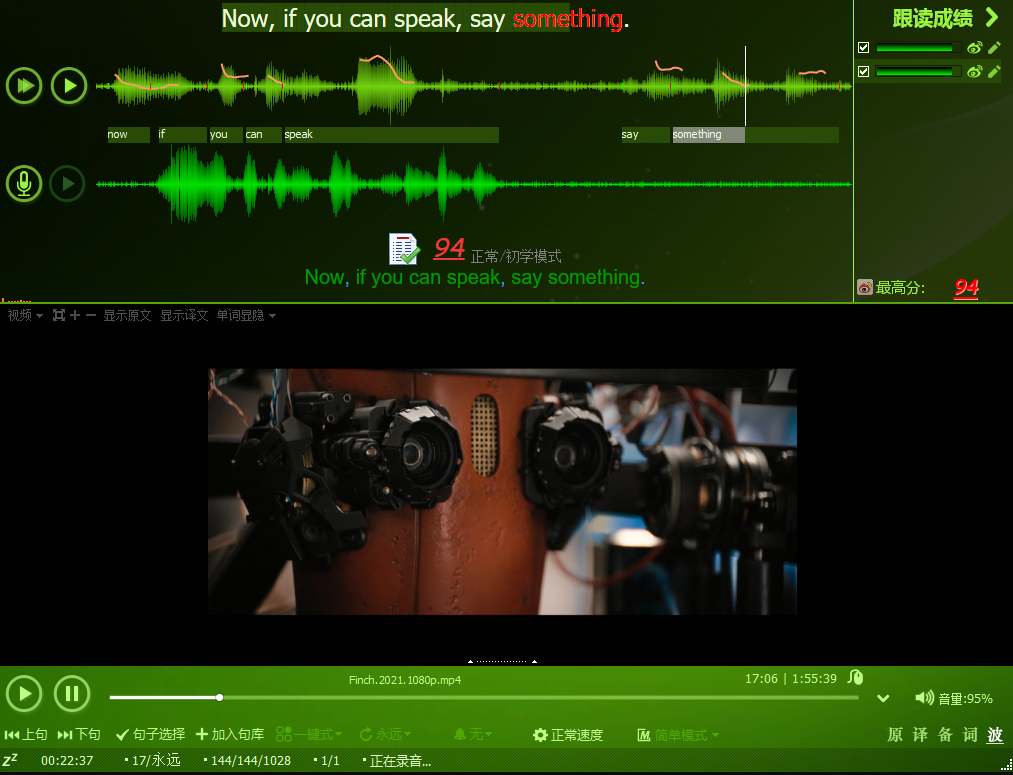 Now, if you can speak, say something.
跟读成绩
now if you can speak say something
94 正常/初学模式
Now, if you can speak, say something.
最高分: 94
视频 显示原文 显示译文 单词显隐
Finch.2021.1080p.mp4
17:06 | 1:55:39
音量:95%
上句 下句 句子选择 加入句库 一键式 永远 无 正常速度 简单模式 原 译 备 词 波
zZ 00:22:37 17/永远 144/144/1028 1/1 正在录音...